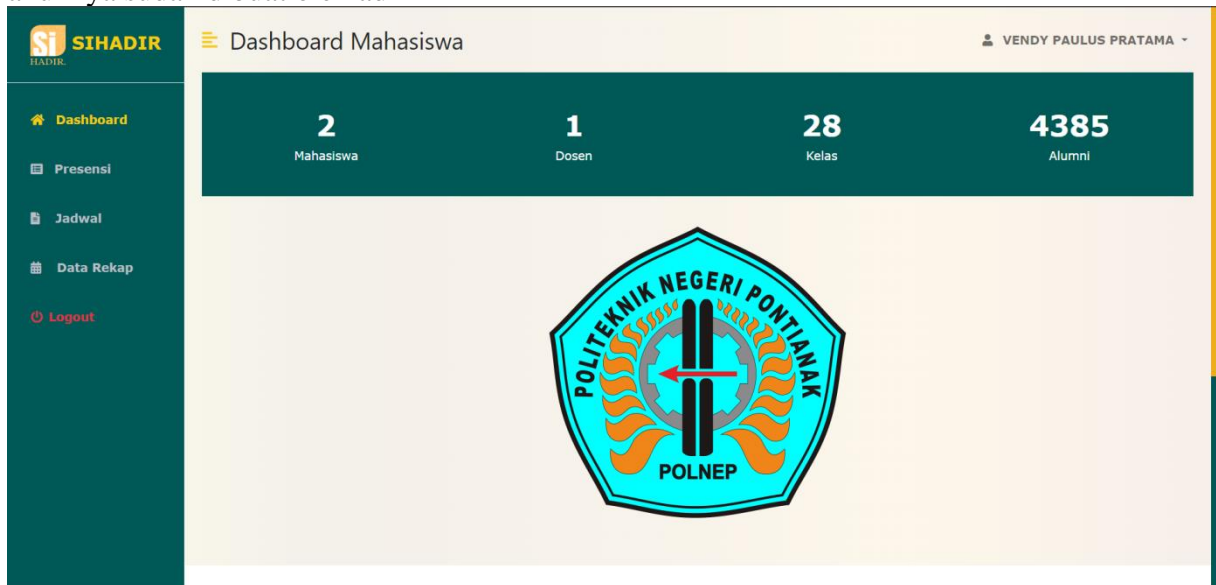 Si SIHADIR
HADIR.
Dashboard Mahasiswa
VENDY PAULUS PRATAMA
Dashboard
Presensi
Jadwal
Data Rekap
Logout
2
Mahasiswa
1
Dosen
28
Kelas
4385
Alumni
POLITEKNIK NEGERI PONTIANAK
POLNEP